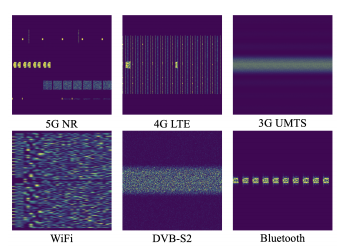 5G NR
4G LTE
3G UMTS
WiFi
DVB-S2
Bluetooth